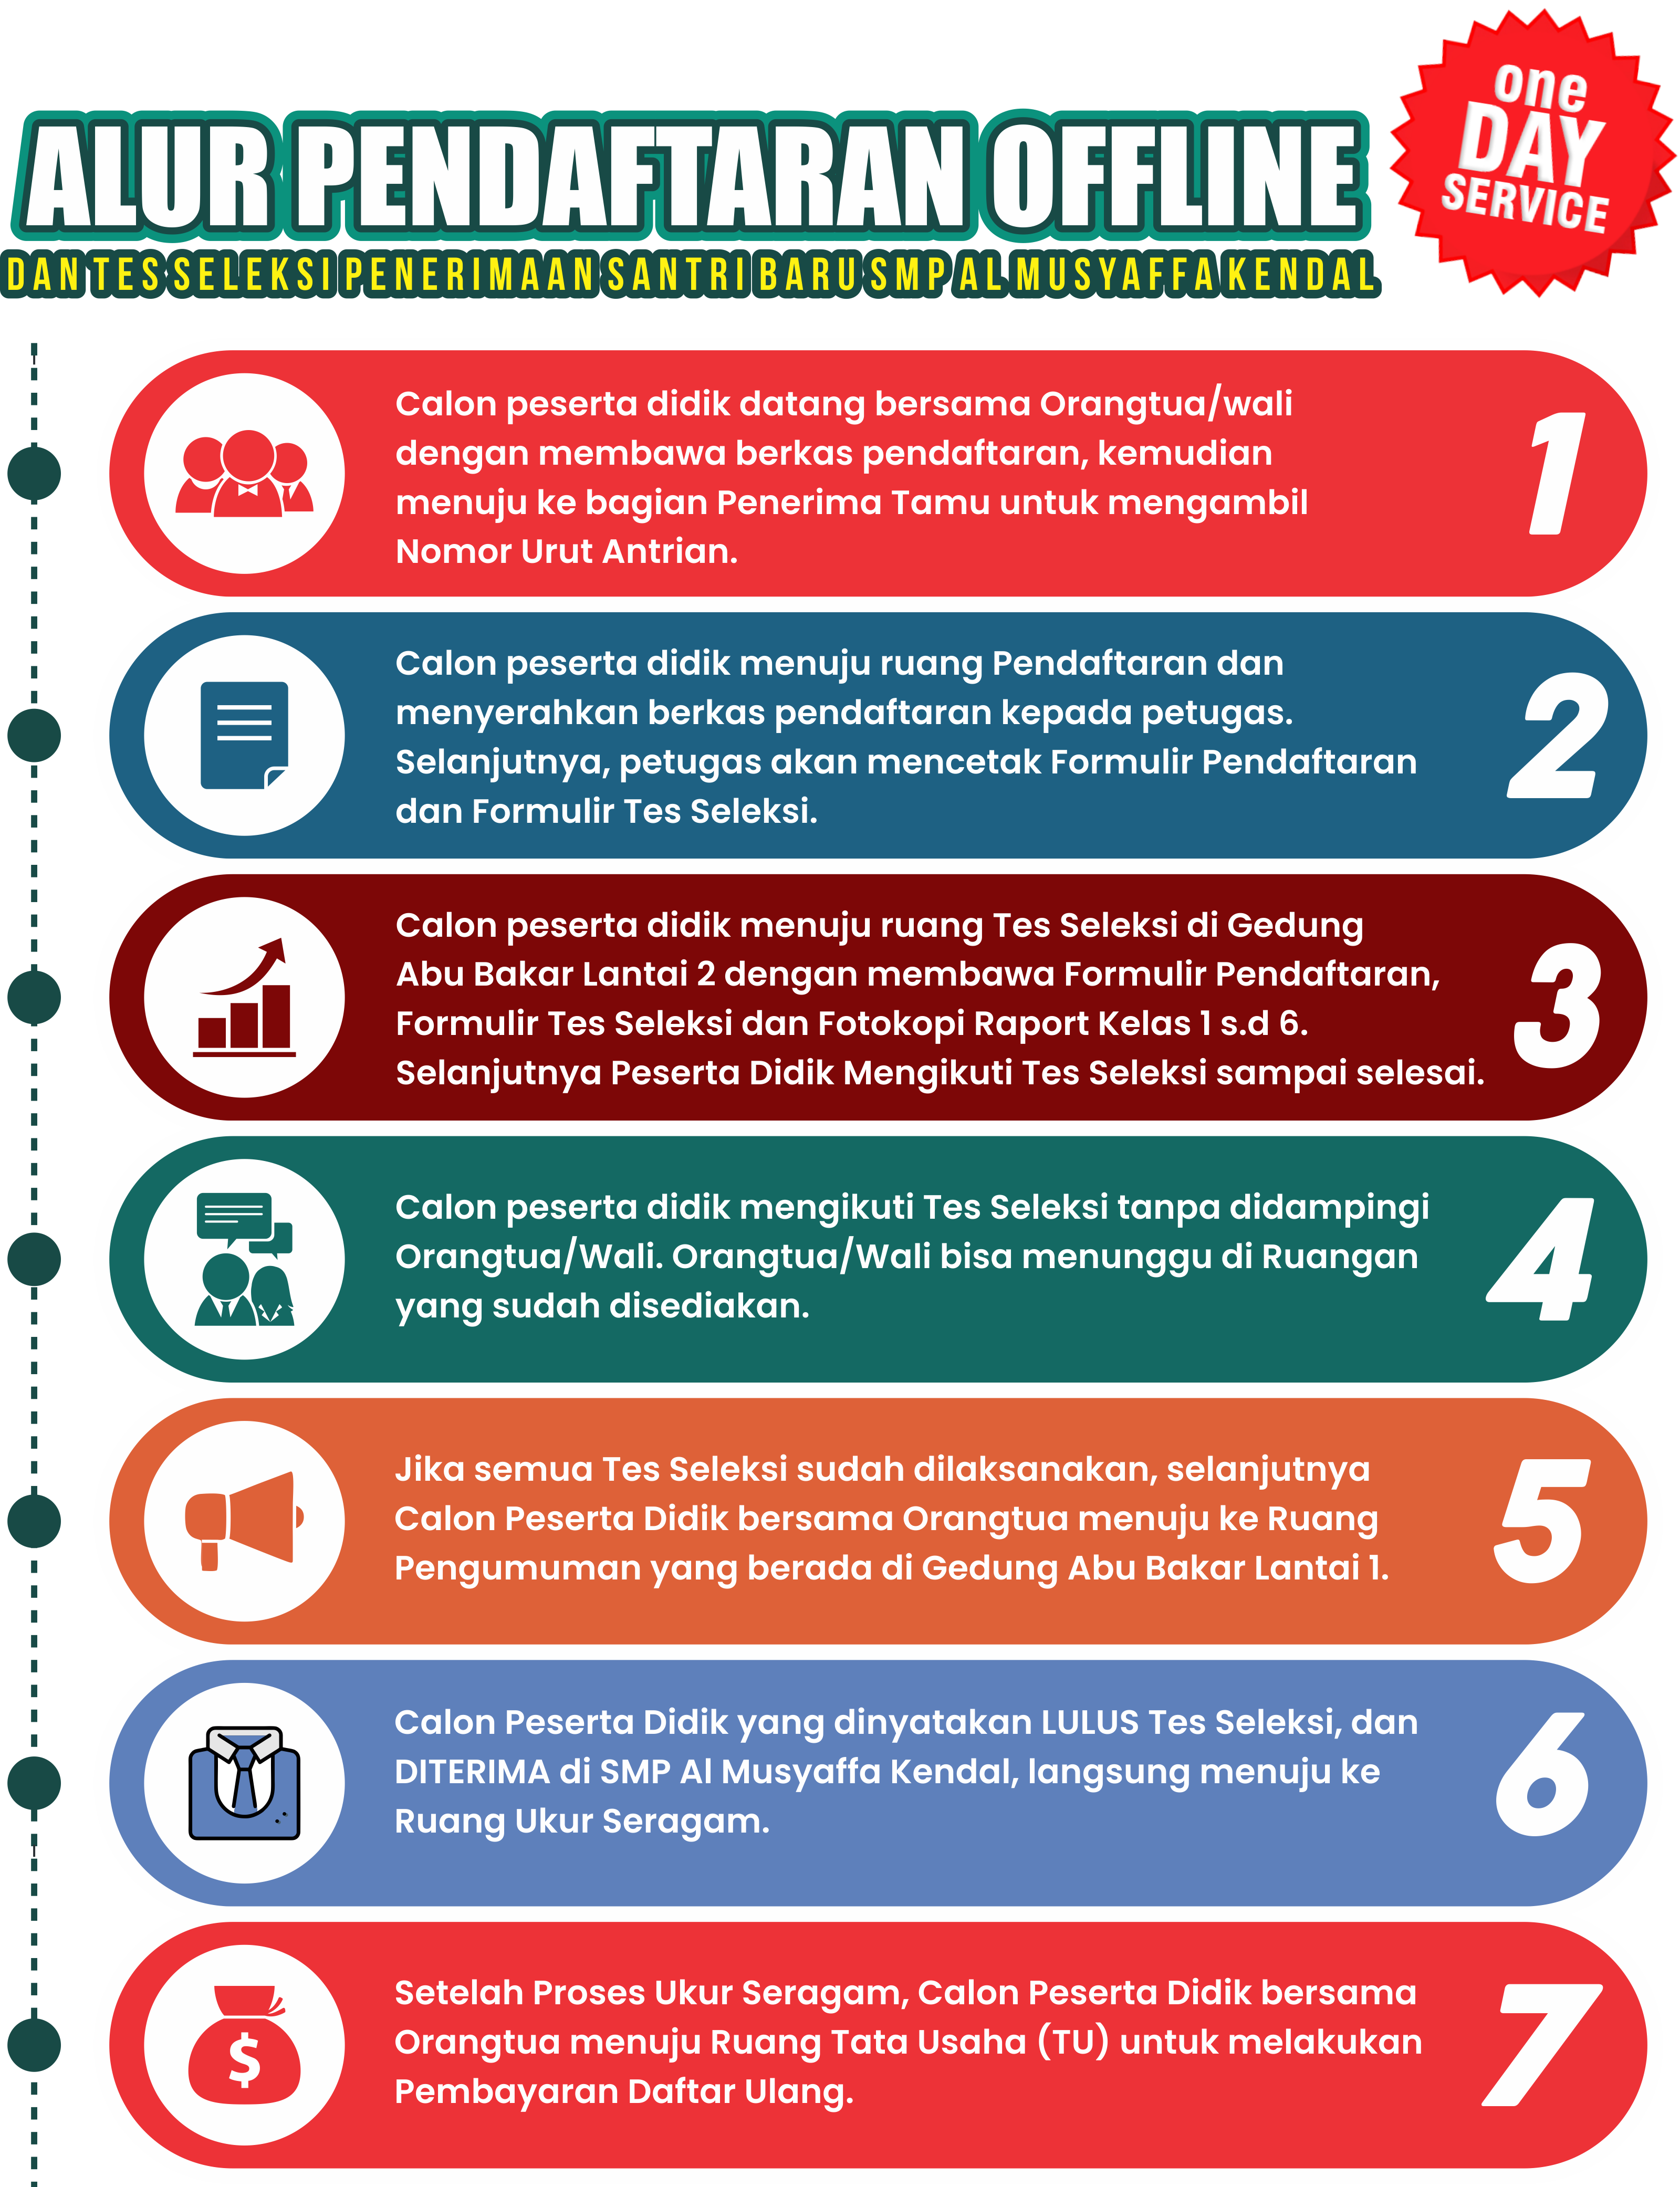 one
DAY
SERVICE
ALUR PENDAFTARAN OFFLINE
DAN TES SELEKSI PENERIMAAN SANTRI BARU SMP AL MUSYAFFA KENDAL
Calon peserta didik datang bersama Orangtua/wali
dengan membawa berkas pendaftaran, kemudian
menuju ke bagian Penerima Tamu untuk mengambil
Nomor Urut Antrian.
1
Calon peserta didik menuju ruang Pendaftaran dan
menyerahkan berkas pendaftaran kepada petugas.
Selanjutnya, petugas akan mencetak Formulir Pendaftaran
dan Formulir Tes Seleksi.
2
Calon peserta didik menuju ruang Tes Seleksi di Gedung
Abu Bakar Lantai 2 dengan membawa Formulir Pendaftaran,
Formulir Tes Seleksi dan Fotokopi Raport Kelas 1 s.d 6.
Selanjutnya Peserta Didik Mengikuti Tes Seleksi sampai selesai.
3
Calon peserta didik mengikuti Tes Seleksi tanpa didampingi
Orangtua/Wali. Orangtua/Wali bisa menunggu di Ruangan
yang sudah disediakan.
4
Jika semua Tes Seleksi sudah dilaksanakan, selanjutnya
Calon Peserta Didik bersama Orangtua menuju ke Ruang
Pengumuman yang berada di Gedung Abu Bakar Lantai 1.
5
Calon Peserta Didik yang dinyatakan LULUS Tes Seleksi, dan
DITERIMA di SMP Al Musyaffa Kendal, langsung menuju ke
Ruang Ukur Seragam.
6
$
Setelah Proses Ukur Seragam, Calon Peserta Didik bersama
Orangtua menuju Ruang Tata Usaha (TU) untuk melakukan
Pembayaran Daftar Ulang.
7